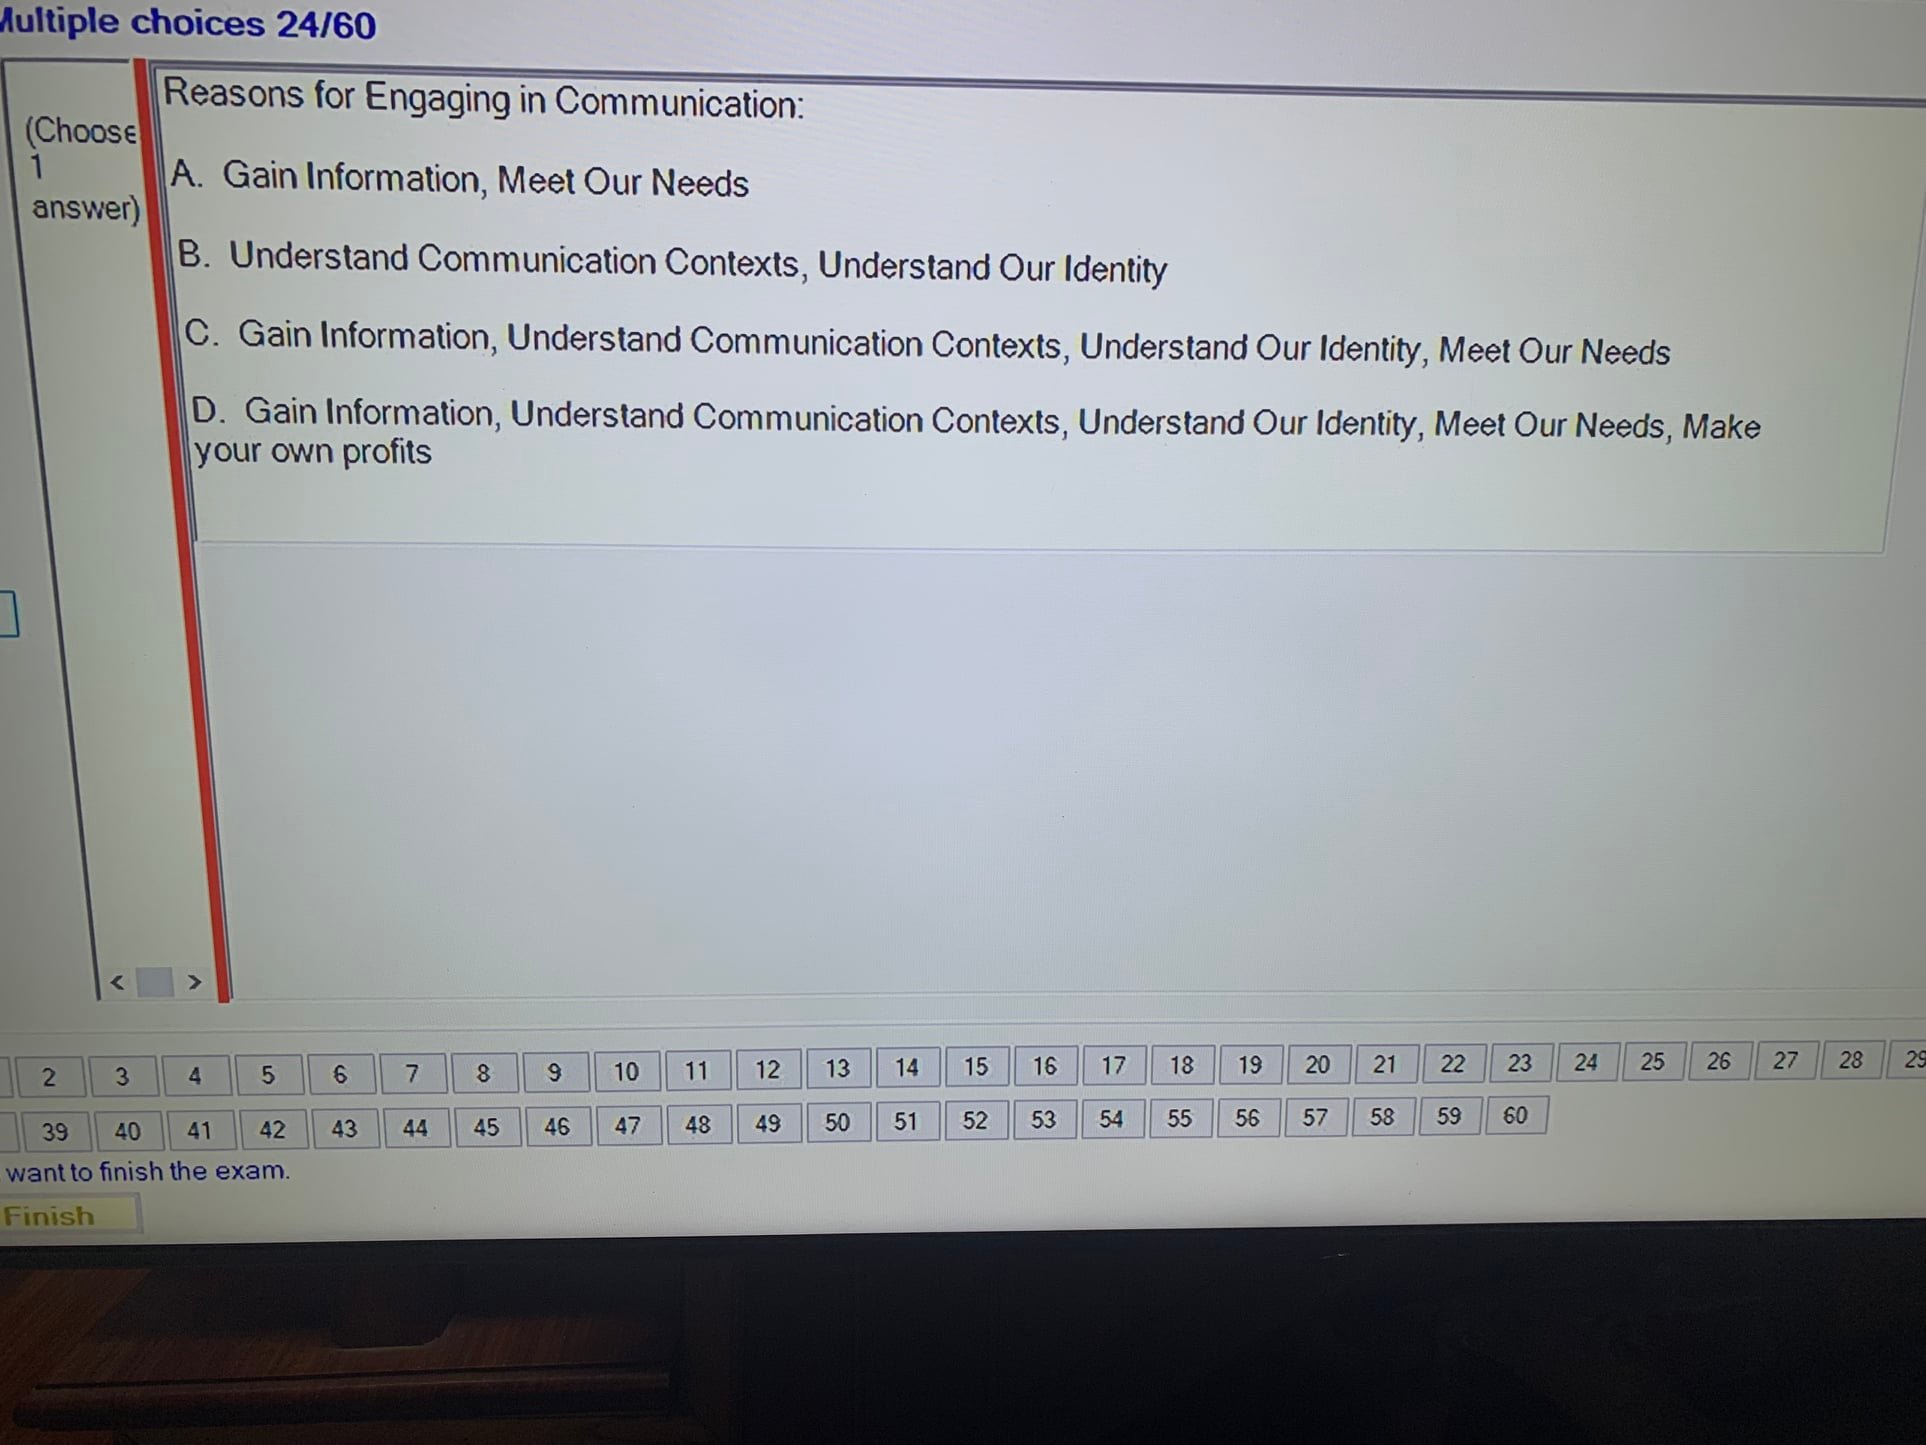 Multiple choices 24/60
(Choose
1
answer)
Reasons for Engaging in Communication:
A. Gain Information, Meet Our Needs
B. Understand Communication Contexts, Understand Our Identity
C. Gain Information, Understand Communication Contexts, Understand Our Identity, Meet Our Needs
D. Gain Information, Understand Communication Contexts, Understand Our Identity, Meet Our Needs, Make
your own profits
< >
2 3 4 5 6 7 8 9 10 11 12 13 14 15 16 17 18 19 20 21 22 23 24 25 26 27 28 29
39 40 41 42 43 44 45 46 47 48 49 50 51 52 53 54 55 56 57 58 59 60
want to finish the exam.
Finish